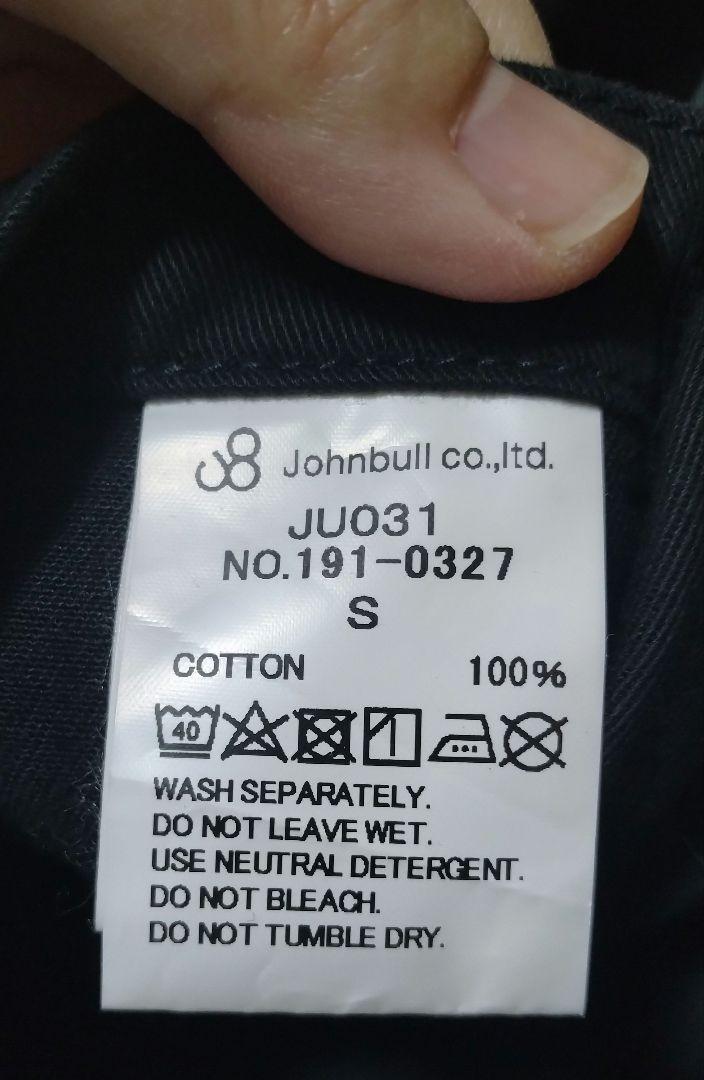 Johnbull co.,ltd.
JU031
NO.191-0327
S
COTTON 100%
40
WASH SEPARATELY.
DO NOT LEAVE WET.
USE NEUTRAL DETERGENT.
DO NOT BLEACH.
DO NOT TUMBLE DRY.